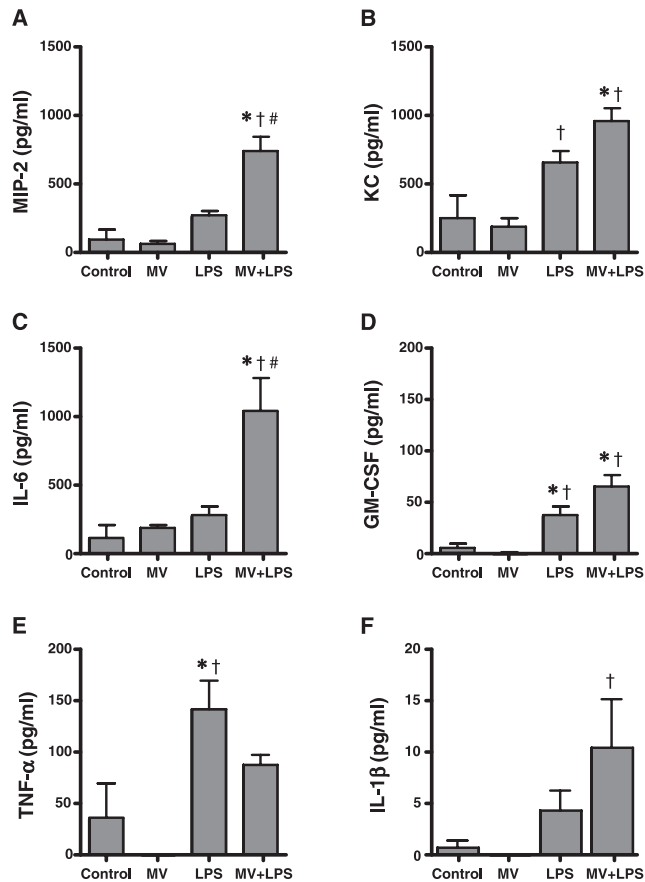 A
MIP-2 (pg/ml)
1500
1000
500
0
* † #
Control MV LPS MV+LPS
B
KC (pg/ml)
1500
1000
500
0
†
* †
Control MV LPS MV+LPS
C
IL-6 (pg/ml)
1500
1000
500
0
* † #
Control MV LPS MV+LPS
D
GM-CSF (pg/ml)
200
150
100
50
0
* †
* †
Control MV LPS MV+LPS
E
TNF-α (pg/ml)
200
150
100
50
0
* †
Control MV LPS MV+LPS
F
IL-1β (pg/ml)
20
15
10
5
0
†
Control MV LPS MV+LPS